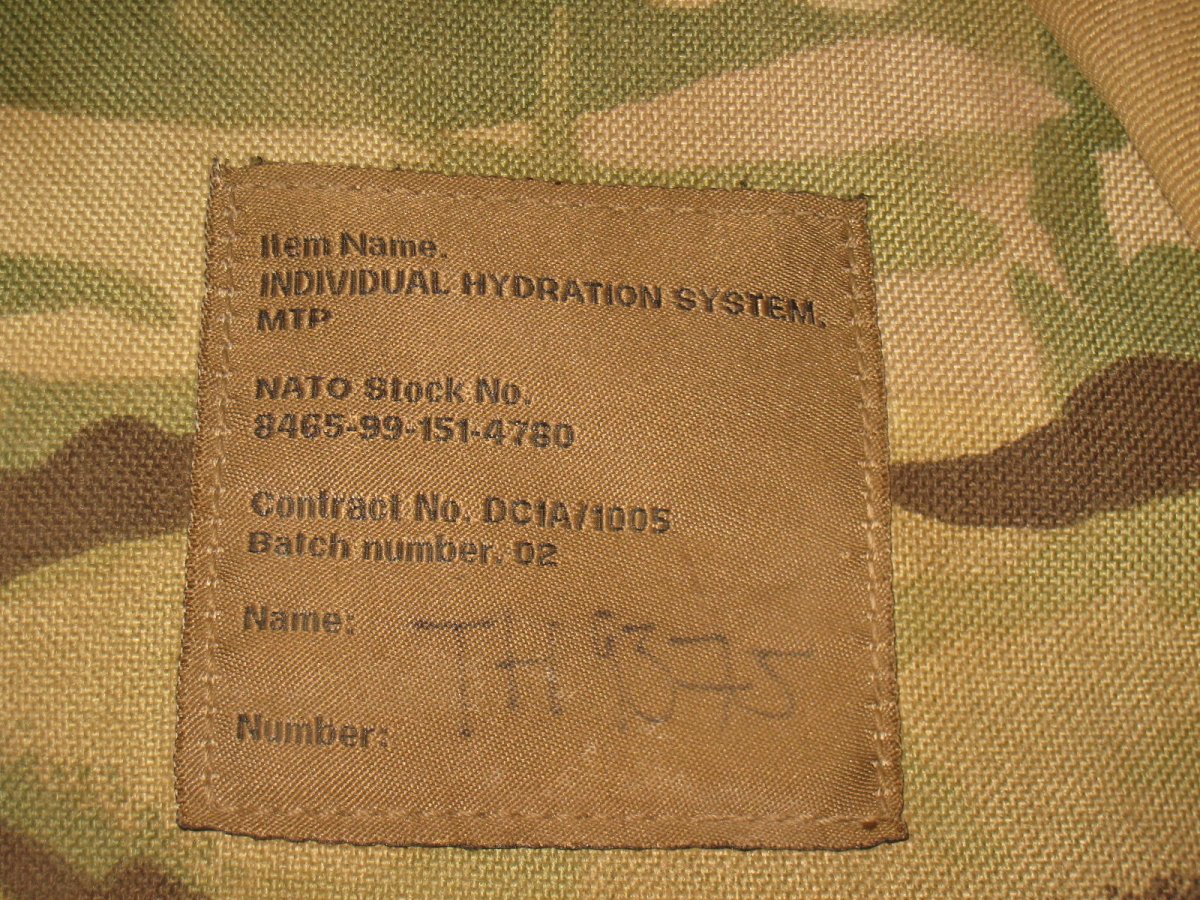 Item Name.
INDIVIDUAL HYDRATION SYSTEM.
MTP
NATO Stock No.
8465-99-151-4780
Contract No. DC1A/1005
Batch number. 02
Name:
TH
Number: